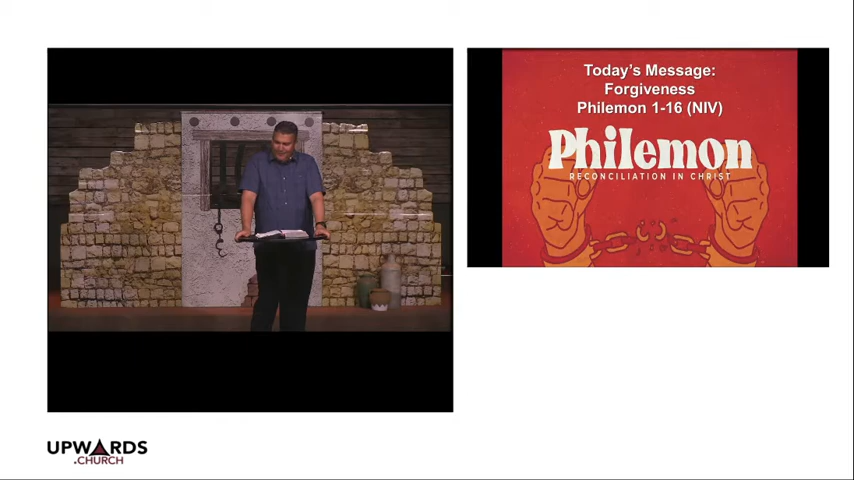 Today's Message:
Forgiveness
Philemon 1-16 (NIV)
Philemon
RECONCILIATION IN CHRIST
UPWARDS
.CHURCH